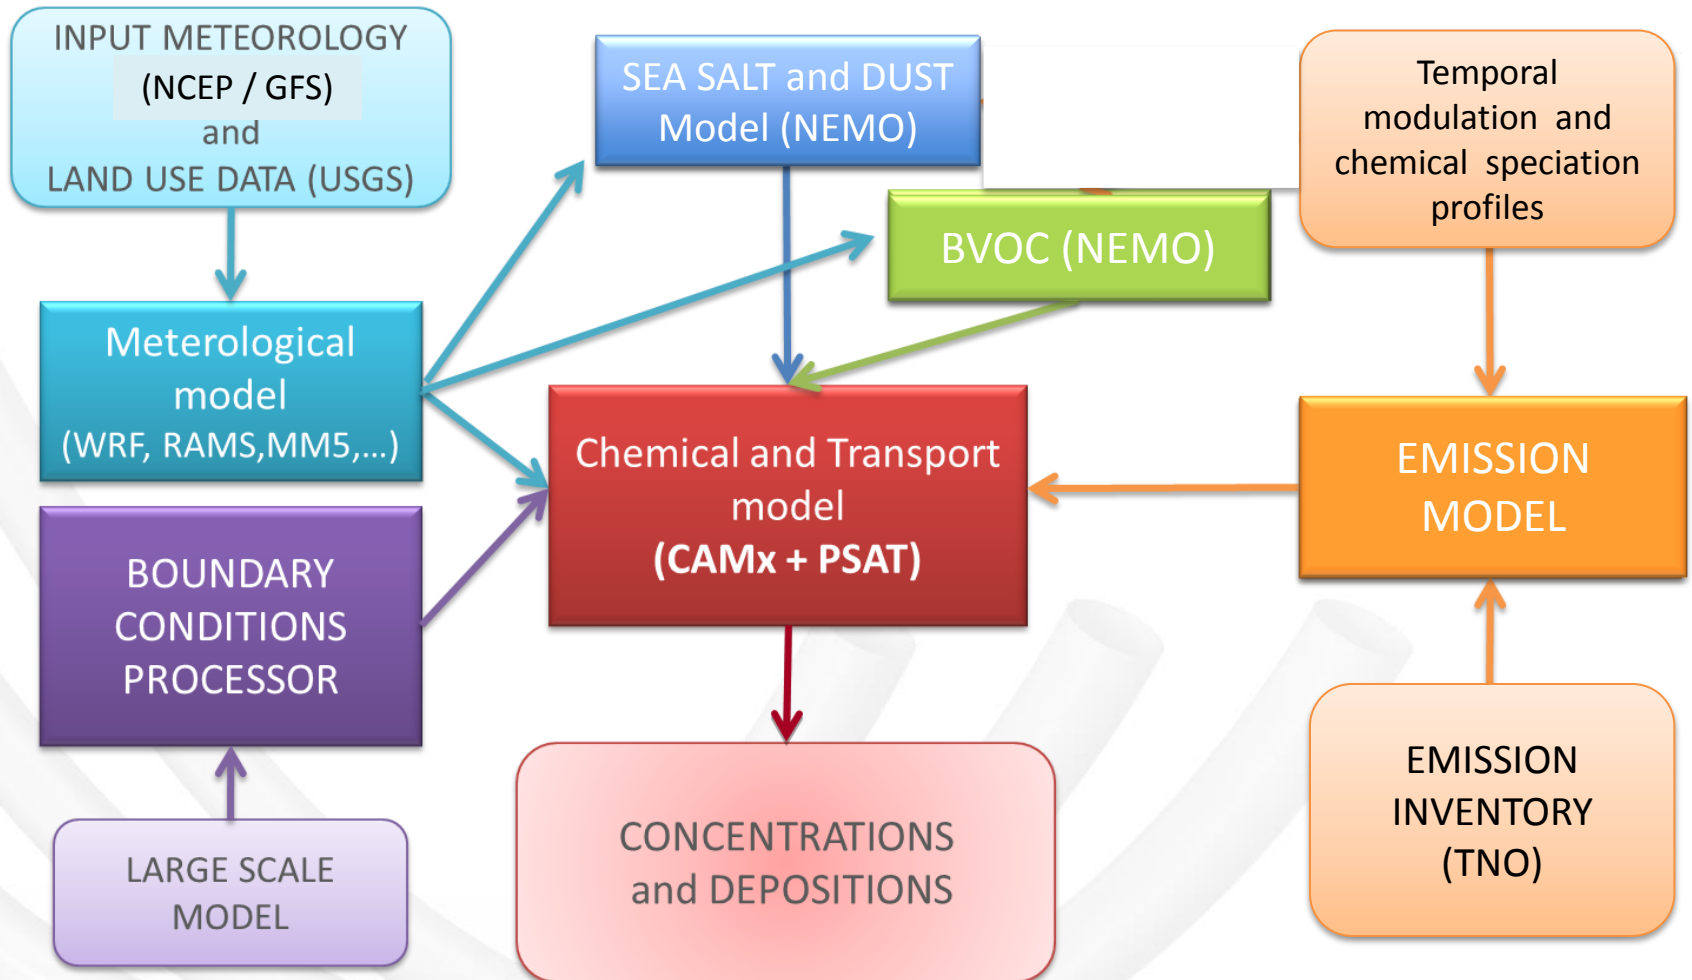 INPUT METEOROLOGY
(NCEP / GFS)
and
LAND USE DATA (USGS)
SEA SALT and DUST
Model (NEMO)
Temporal
modulation and
chemical speciation
profiles
BVOC (NEMO)
Meterological
model
(WRF, RAMS,MM5,...)
Chemical and Transport
model
(CAMx + PSAT)
EMISSION
MODEL
BOUNDARY
CONDITIONS
PROCESSOR
EMISSION
INVENTORY
(TNO)
CONCENTRATIONS
and DEPOSITIONS
LARGE SCALE
MODEL